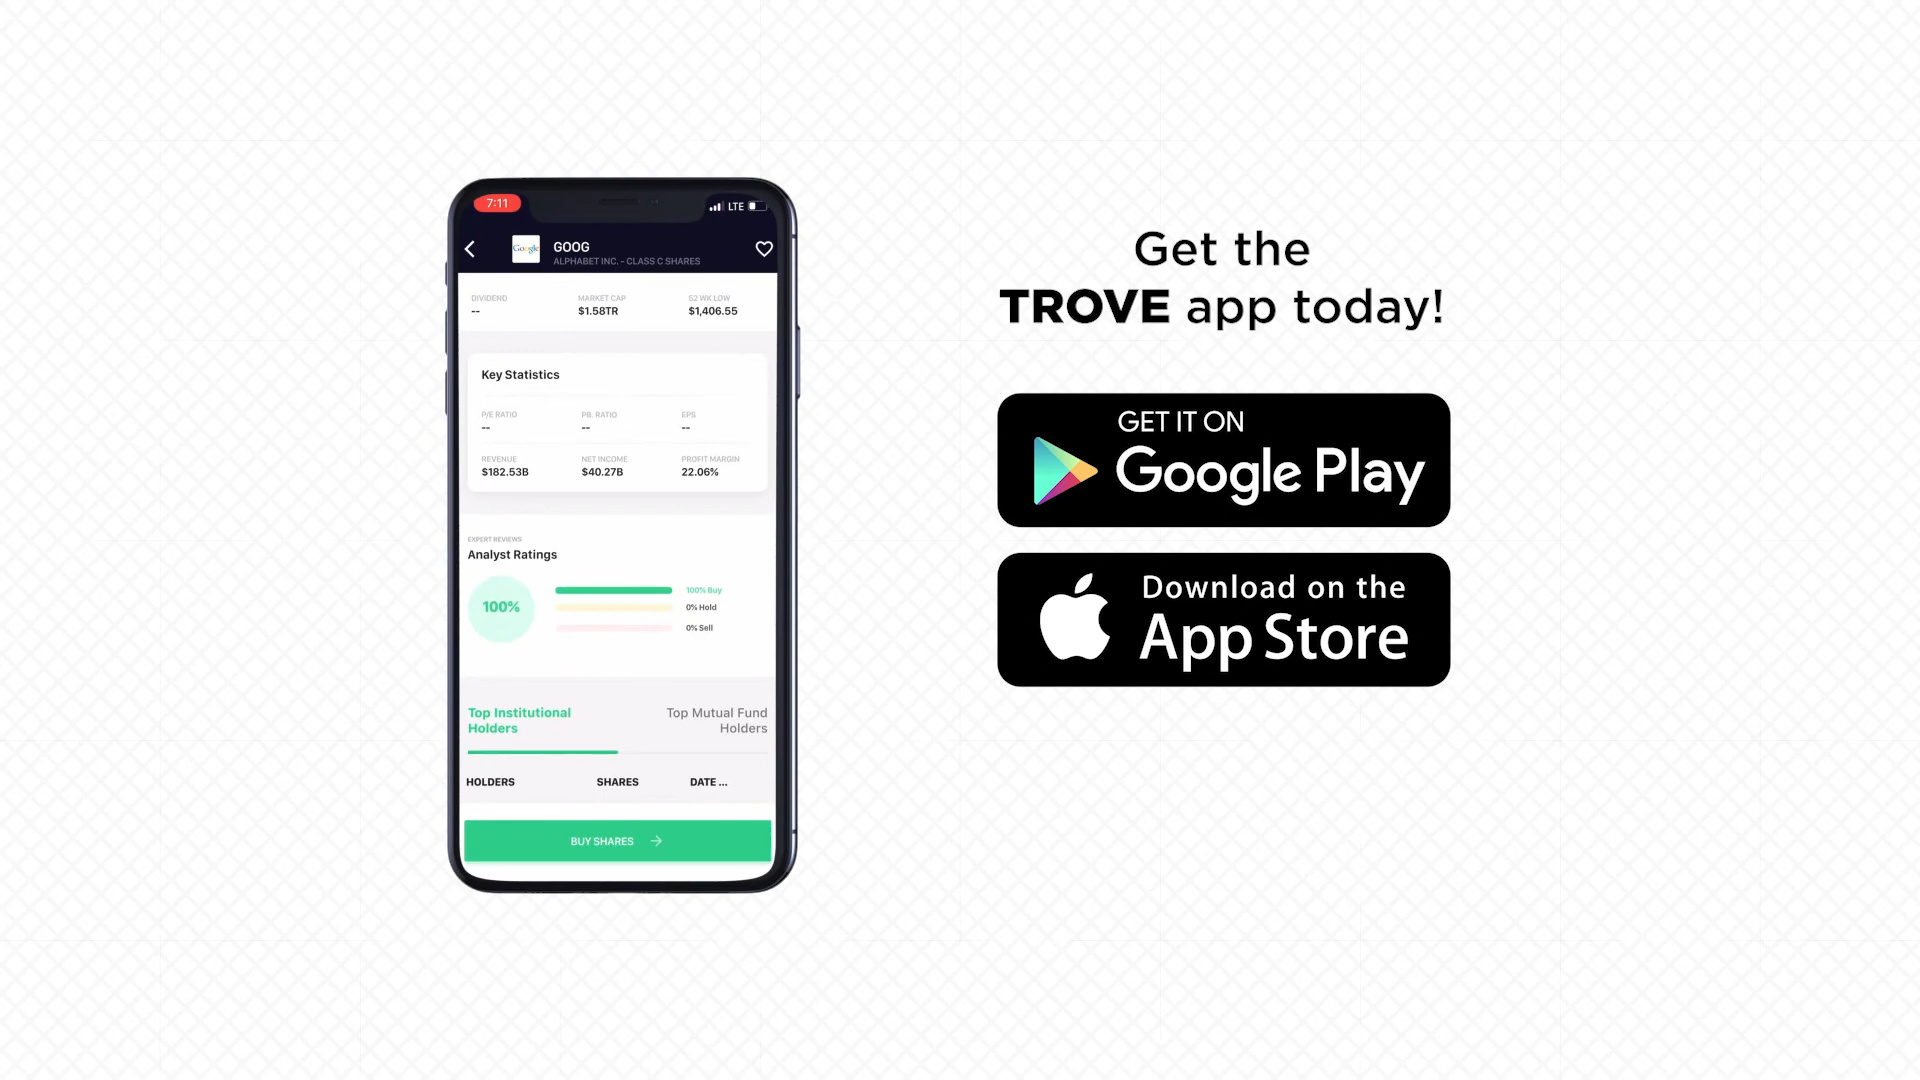 7:11
LTE
Google
GOOG
ALPHABET INC. - CLASS C SHARES
DIVIDEND MARKET CAP 52 WK LOW
-- $1.58TR $1,406.55
Key Statistics
P/E RATIO PB. RATIO EPS
-- -- --
REVENUE NET INCOME PROFIT MARGIN
$182.53B $40.27B 22.06%
EXPERT REVIEWS
Analyst Ratings
100%
100% Buy
0% Hold
0% Sell
Top Institutional
Holders
Top Mutual Fund
Holders
HOLDERS SHARES DATE ...
BUY SHARES
Get the
TROVE app today!
GET IT ON
Google Play
Download on the
App Store